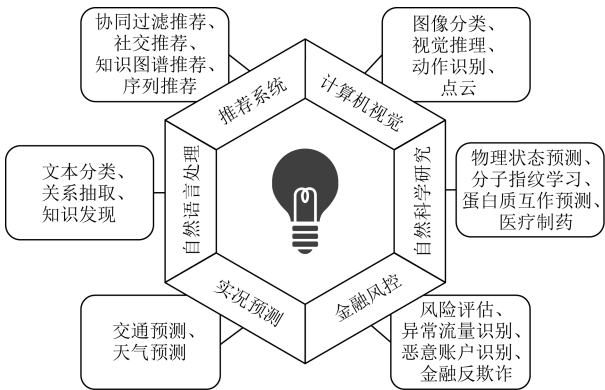 协同过滤推荐、
社交推荐、
知识图谱推荐、
序列推荐
图像分类、
视觉推理、
动作识别、
点云
推荐系统
计算机视觉
文本分类、
关系抽取、
知识发现
自然语言处理
自然科学研究
物理状态预测、
分子指纹学习、
蛋白质互作预测、
医疗制药
实况预测
金融风控
交通预测、
天气预测
风险评估、
异常流量识别、
恶意账户识别、
金融反欺诈